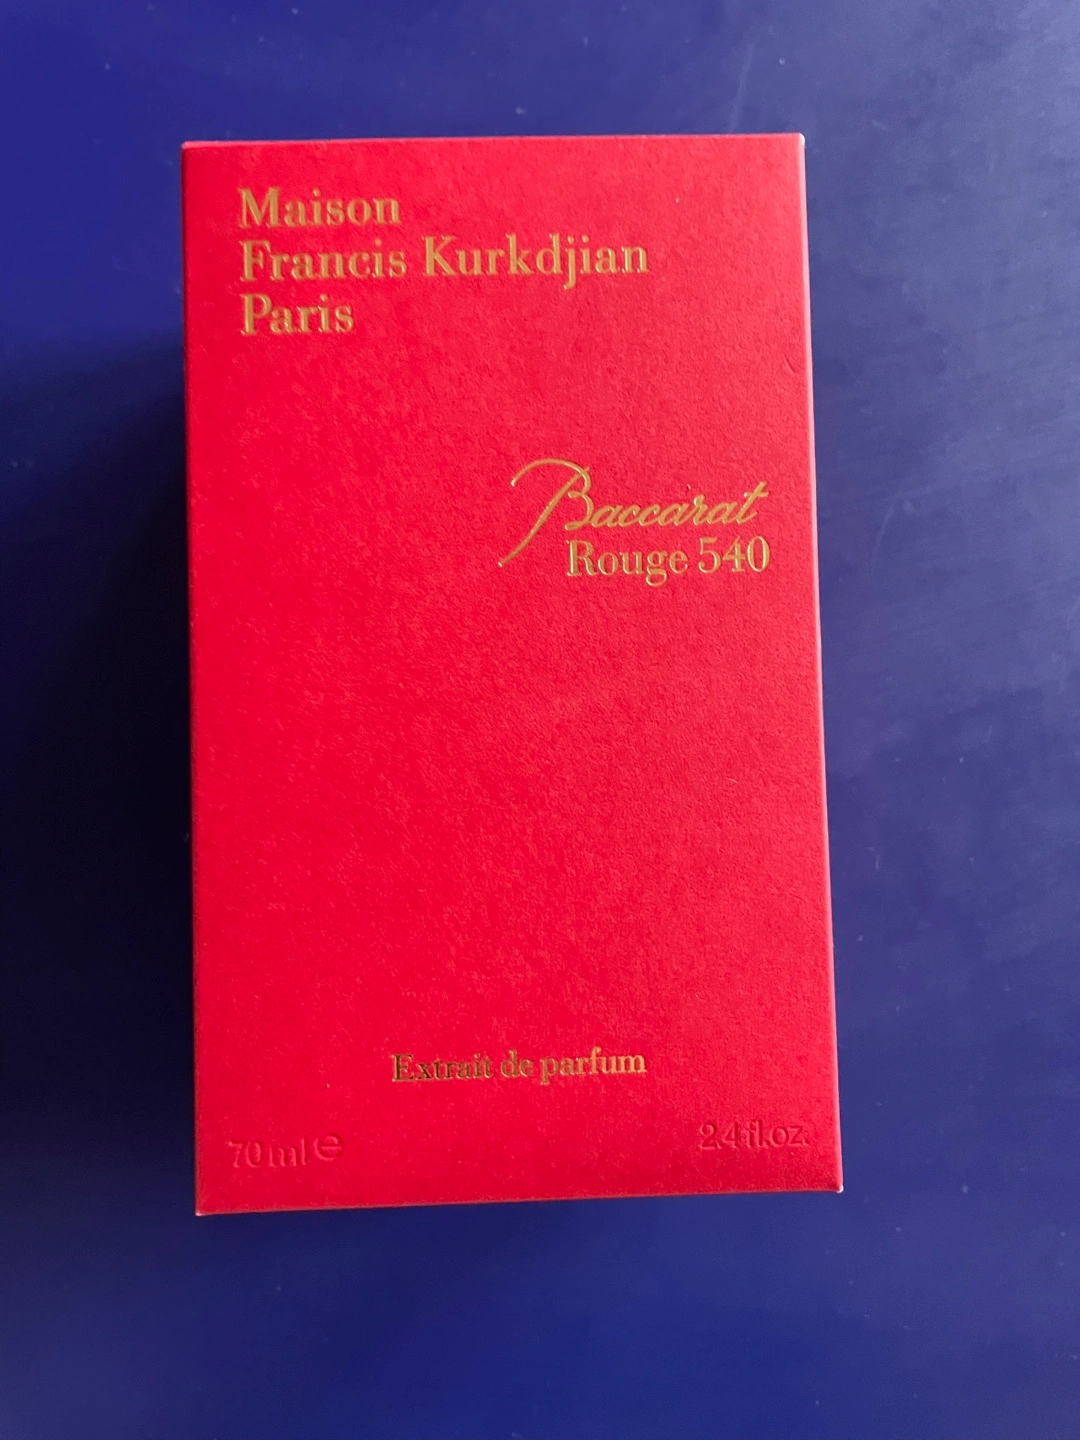 Maison
Francis Kurkdjian
Paris
Baccarat
Rouge 540
Extrait de parfum
70 ml ℮
2.4 fl.oz.